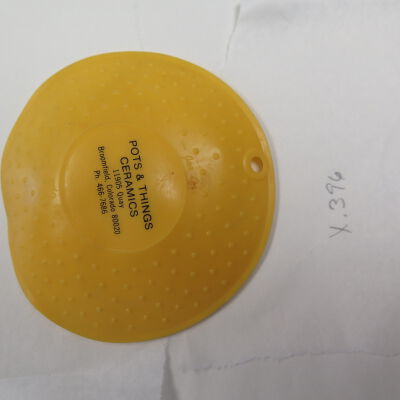 POTS & THINGS
CERAMICS
11905 Quay
Broomfield, Colorado 80020
Ph. 466-7686
X.396